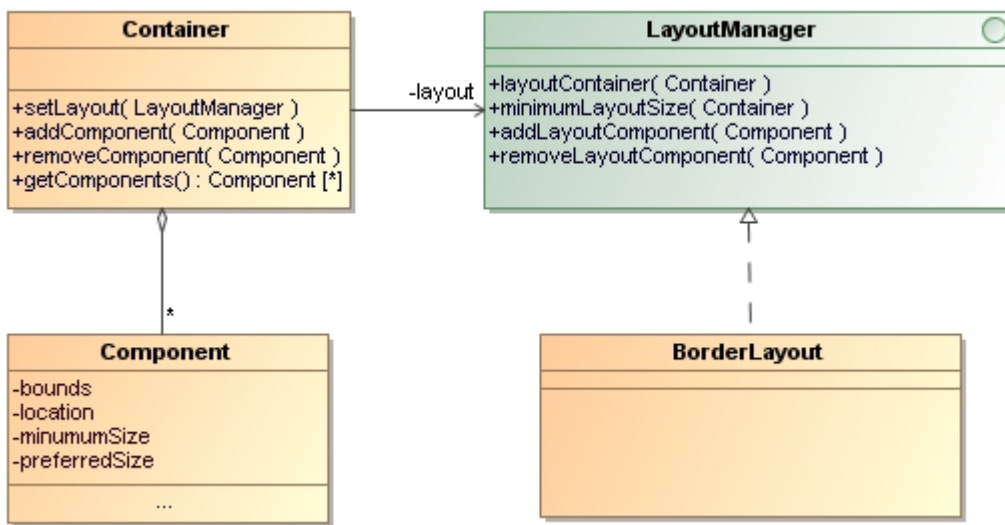 Container
+setLayout( LayoutManager )
+addComponent( Component )
+removeComponent( Component )
+getComponents() : Component [*]
-layout
LayoutManager
+layoutContainer( Container )
+minimumLayoutSize( Container )
+addLayoutComponent( Component )
+removeLayoutComponent( Component )
*
Component
-bounds
-location
-minumumSize
-preferredSize
...
BorderLayout